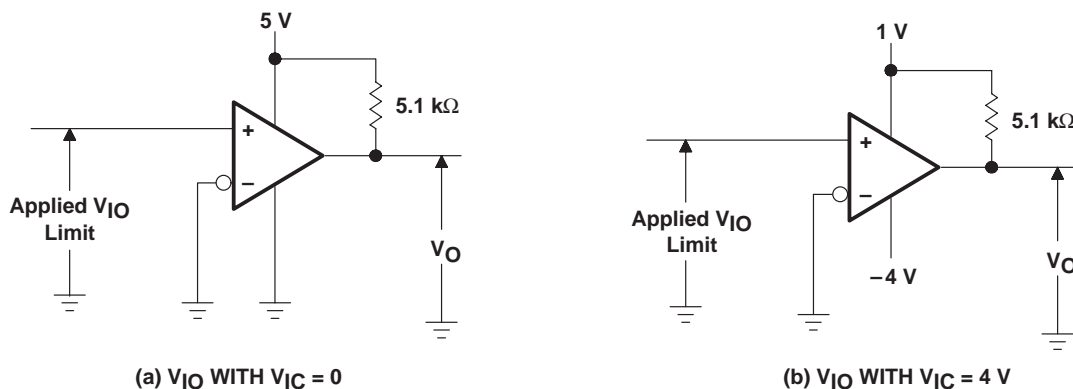 5 V
5.1 kΩ
+
−
Applied VIO
Limit
VO
(a) VIO WITH VIC = 0
1 V
5.1 kΩ
+
−
Applied VIO
Limit
−4 V
VO
(b) VIO WITH VIC = 4 V